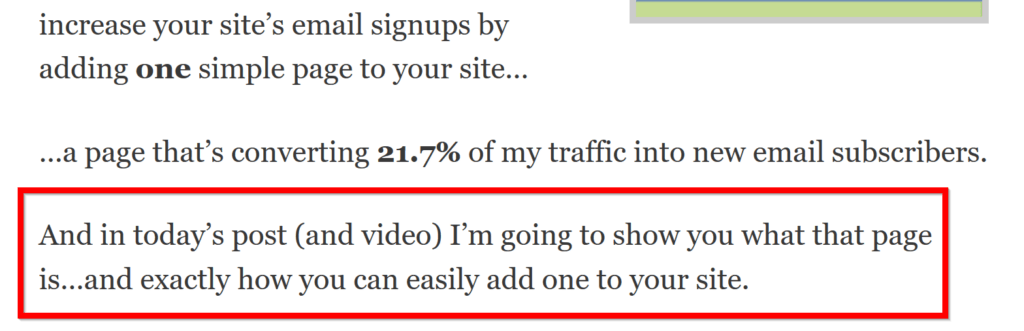 increase your site’s email signups by
adding one simple page to your site...
...a page that’s converting 21.7% of my traffic into new email subscribers.
And in today’s post (and video) I’m going to show you what that page
is...and exactly how you can easily add one to your site.